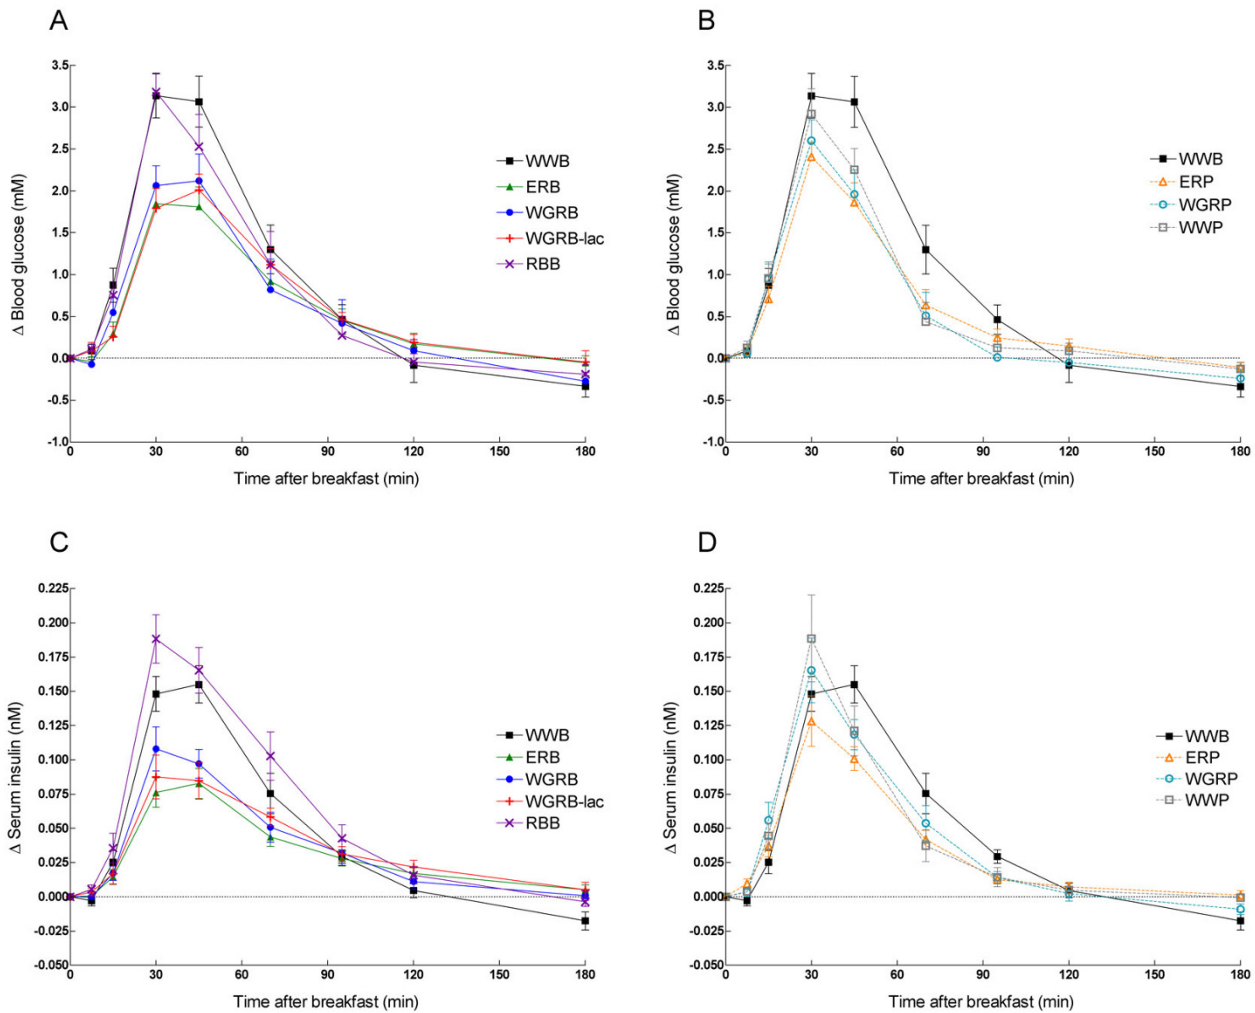 A
3.5
3.0
2.5
2.0
1.5
1.0
0.5
0.0
0.5
-1.0
Δ Blood glucose (mM)
0 30 60 90 120 150 180
Time after breakfast (min)
WWB
ERB
WGRB
WGRB-lac
RBB
B
3.5
3.0
2.5
2.0
1.5
1.0
0.5
0.0
0.5
-1.0
Δ Blood glucose (mM)
0 30 60 90 120 150 180
Time after breakfast (min)
WWB
ERP
WGRP
WWP
C
0.225
0.200
0.175
0.150
0.125
0.100
0.075
0.050
0.025
0.000
-0.025
-0.050
Δ Serum insulin (nM)
0 30 60 90 120 150 180
Time after breakfast (min)
WWB
ERB
WGRB
WGRB-lac
RBB
D
0.225
0.200
0.175
0.150
0.125
0.100
0.075
0.050
0.025
0.000
-0.025
-0.050
Δ Serum insulin (nM)
0 30 60 90 120 150 180
Time after breakfast (min)
WWB
ERP
WGRP
WWP